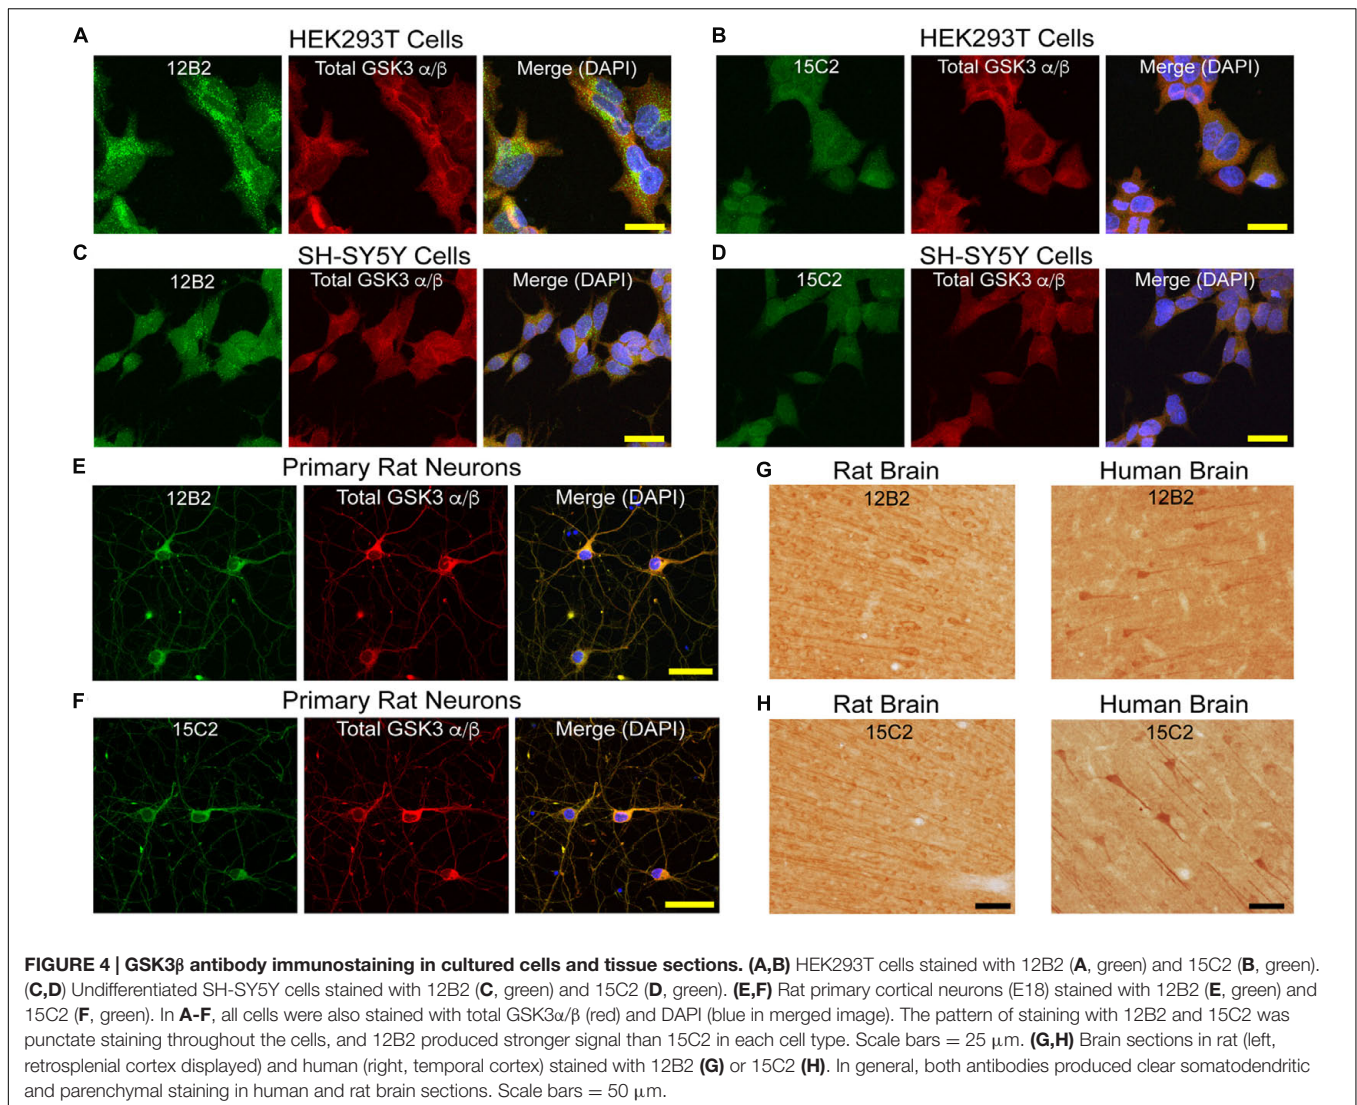 A
HEK293T Cells
12B2
Total GSK3 α/β
Merge (DAPI)
B
HEK293T Cells
15C2
Total GSK3 α/β
Merge (DAPI)
C
SH-SY5Y Cells
12B2
Total GSK3 α/β
Merge (DAPI)
D
SH-SY5Y Cells
15C2
Total GSK3 α/β
Merge (DAPI)
E
Primary Rat Neurons
12B2
Total GSK3 α/β
Merge (DAPI)
F
Primary Rat Neurons
15C2
Total GSK3 α/β
Merge (DAPI)
G
Rat Brain
12B2
Human Brain
12B2
H
Rat Brain
15C2
Human Brain
15C2
FIGURE 4 | GSK3β antibody immunostaining in cultured cells and tissue sections. (A,B) HEK293T cells stained with 12B2 (A, green) and 15C2 (B, green).
(C,D) Undifferentiated SH-SY5Y cells stained with 12B2 (C, green) and 15C2 (D, green). (E,F) Rat primary cortical neurons (E18) stained with 12B2 (E, green) and
15C2 (F, green). In A-F, all cells were also stained with total GSK3α/β (red) and DAPI (blue in merged image). The pattern of staining with 12B2 and 15C2 was
punctate staining throughout the cells, and 12B2 produced stronger signal than 15C2 in each cell type. Scale bars = 25 μm. (G,H) Brain sections in rat (left,
retrosplenial cortex displayed) and human (right, temporal cortex) stained with 12B2 (G) or 15C2 (H). In general, both antibodies produced clear somatodendritic
and parenchymal staining in human and rat brain sections. Scale bars = 50 μm.